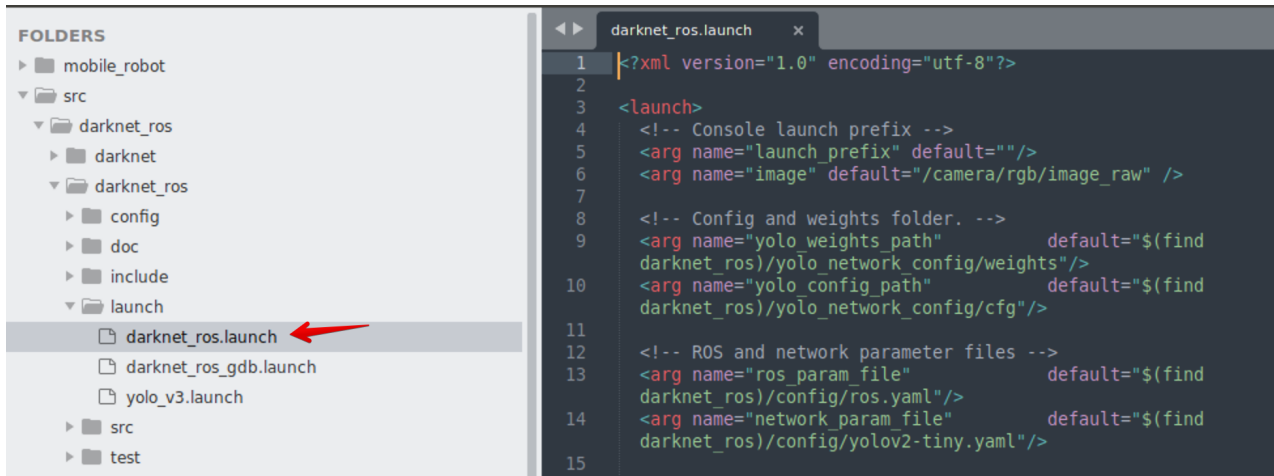 FOLDERS
mobile_robot
src
darknet_ros
darknet
darknet_ros
config
doc
include
launch
darknet_ros.launch
darknet_ros_gdb.launch
yolo_v3.launch
src
test
darknet_ros.launch ×
1 <?xml version="1.0" encoding="utf-8"?>
2
3 <launch>
4 <!-- Console launch prefix -->
5 <arg name="launch_prefix" default=""/>
6 <arg name="image" default="/camera/rgb/image_raw" />
7
8 <!-- Config and weights folder. -->
9 <arg name="yolo_weights_path" default="$(find
darknet_ros)/yolo_network_config/weights"/>
10 <arg name="yolo_config_path" default="$(find
darknet_ros)/yolo_network_config/cfg"/>
11
12 <!-- ROS and network parameter files -->
13 <arg name="ros_param_file" default="$(find
darknet_ros)/config/ros.yaml"/>
14 <arg name="network_param_file" default="$(find
darknet_ros)/config/yolov2-tiny.yaml"/>
15